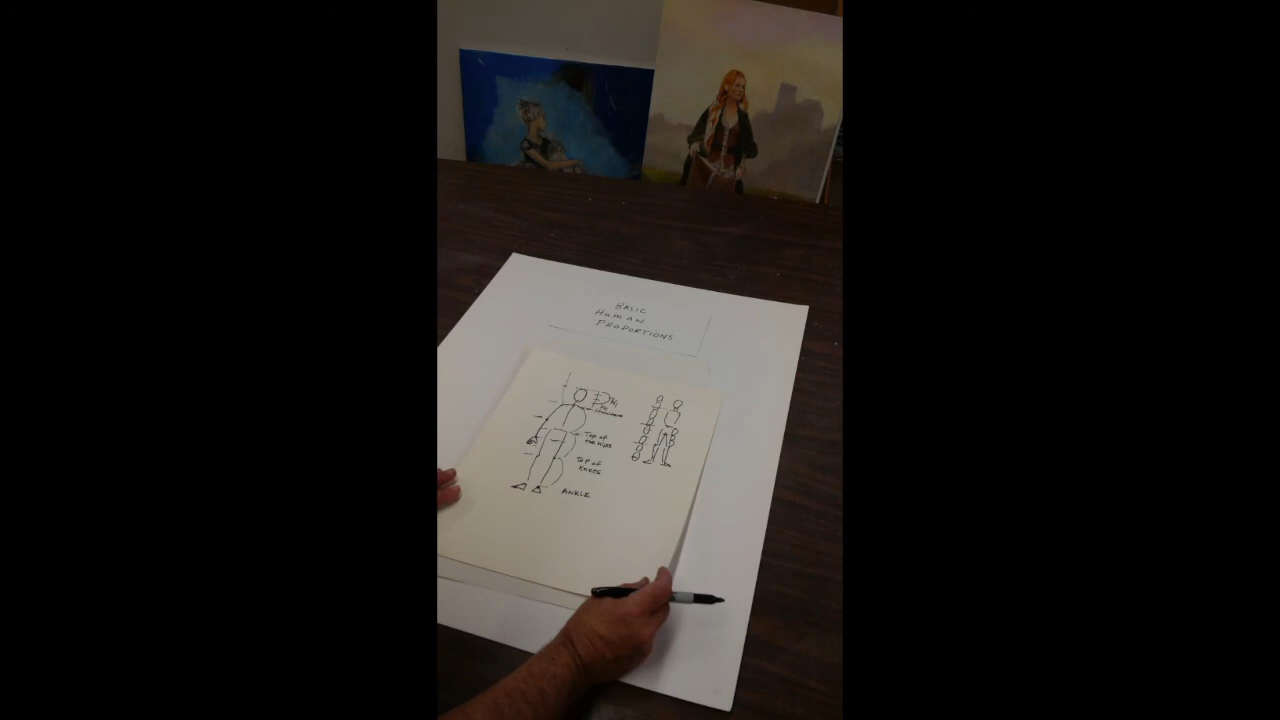 BASIC
HUMAN
PROPORTIONS
Top of
the hips
Top of
Knees
ANKLE